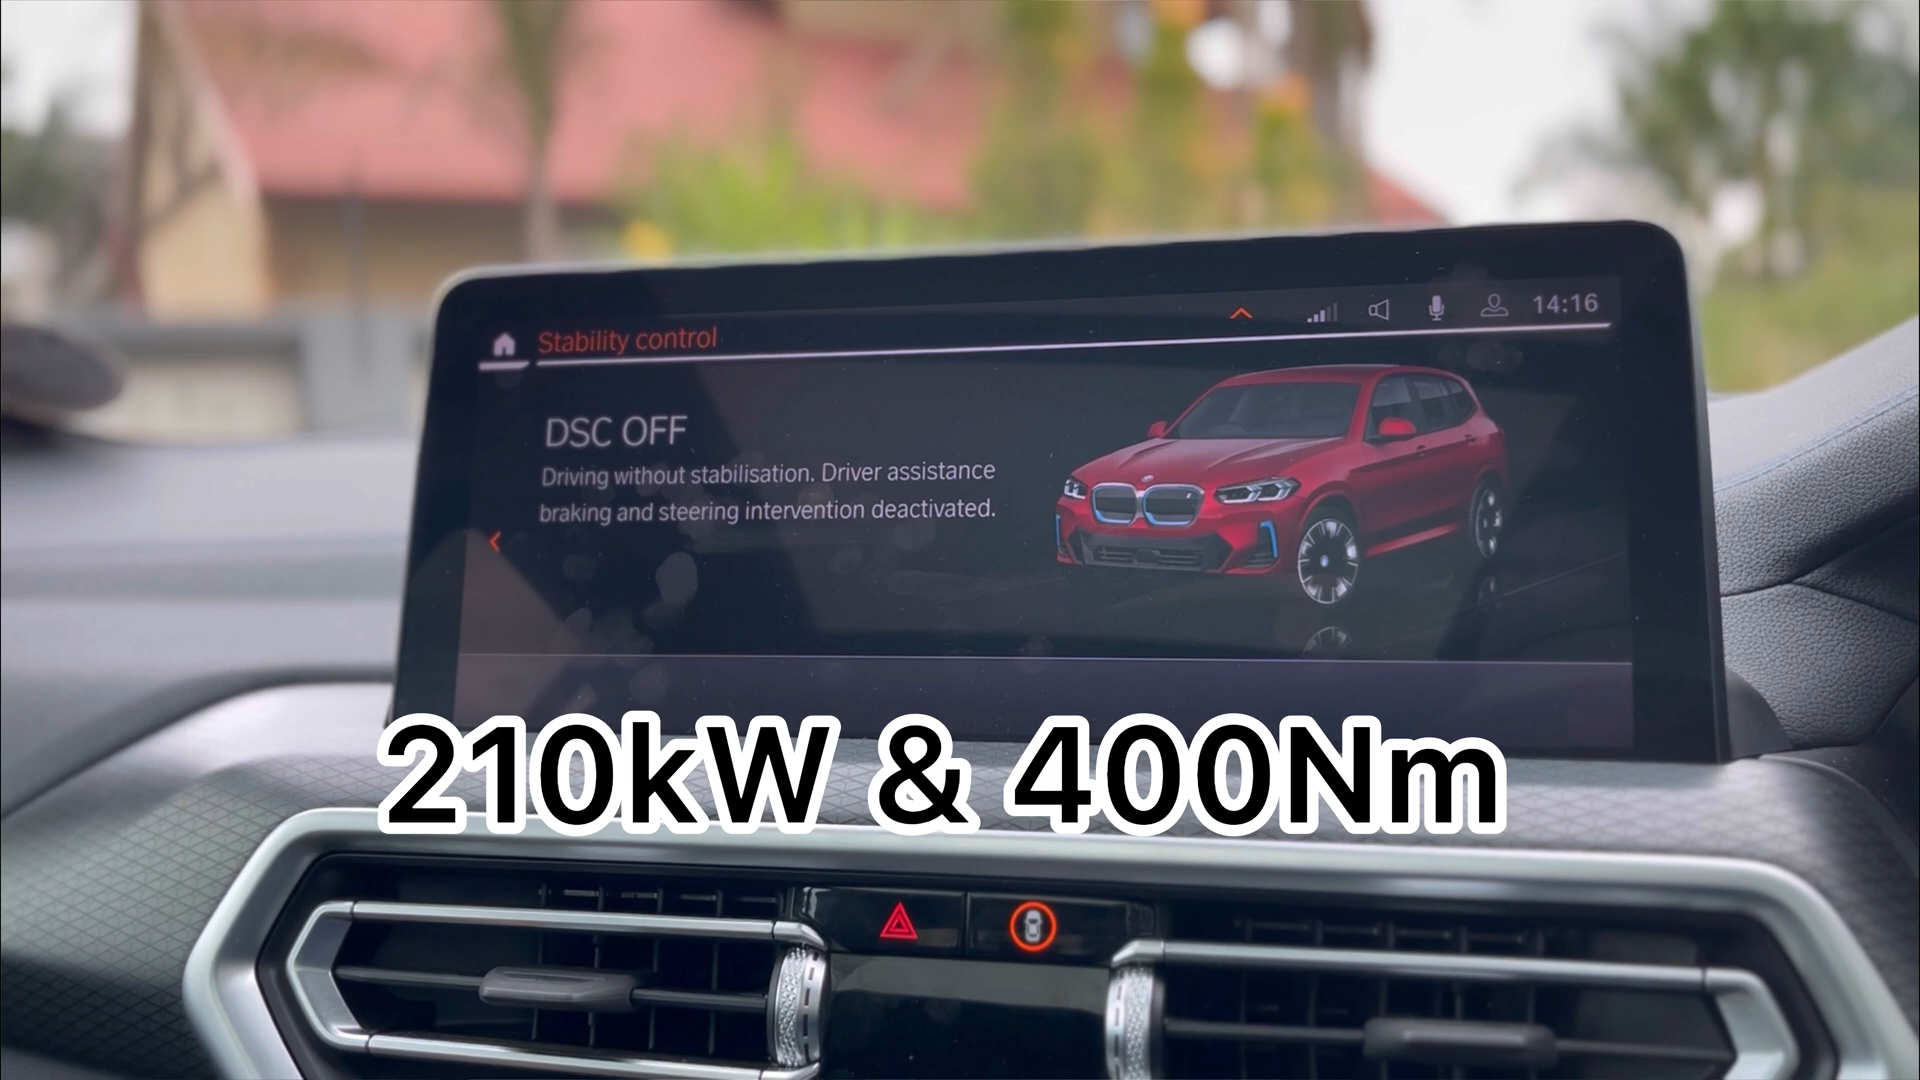 Stability control
14:16
DSC OFF
Driving without stabilisation. Driver assistance
braking and steering intervention deactivated.
210kW & 400Nm